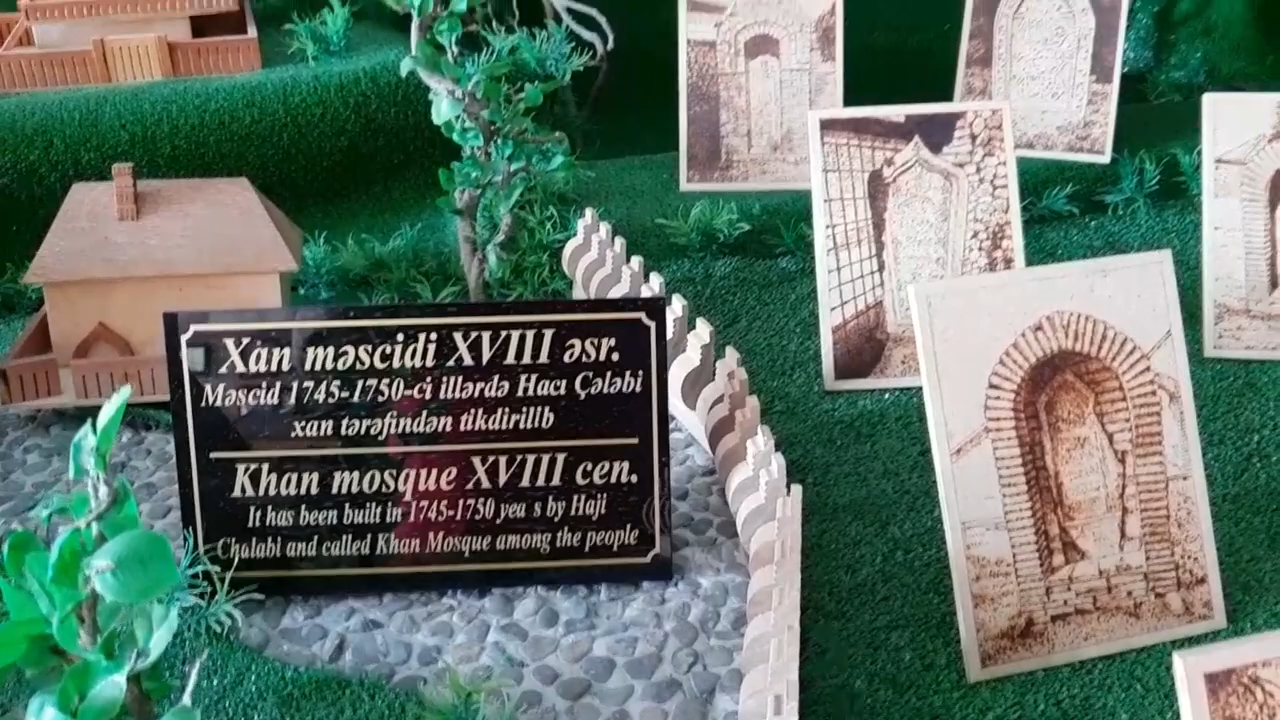 Xan məscidi XVIII əsr.
Məscid 1745-1750-ci illərdə Hacı Çələbi
xan tərəfindən tikdirilib
Khan mosque XVIII cen.
It has been built in 1745-1750 yea s by Haji
Chalabi and called Khan Mosque among the people